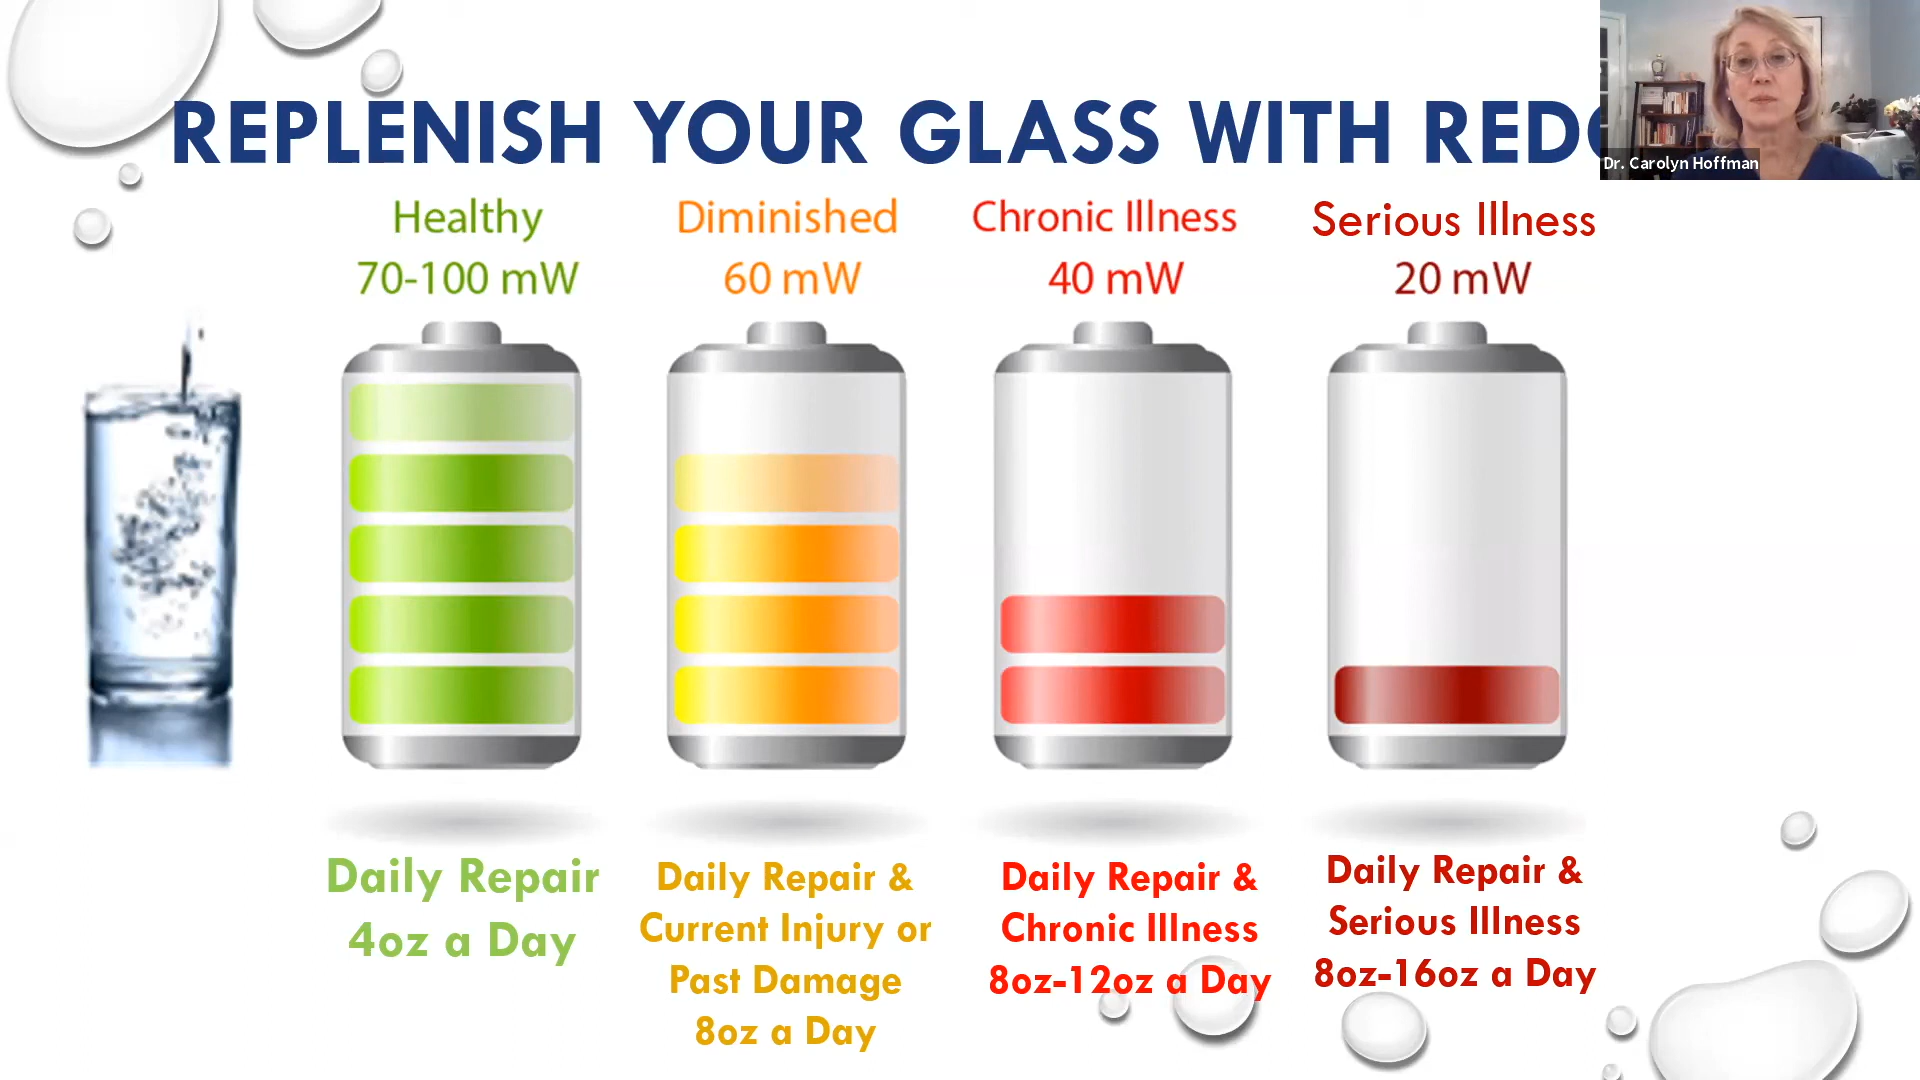 REPLENISH YOUR GLASS WITH
Dr. Carolyn Hoffman
Healthy
70-100 mW
Diminished
60 mW
Chronic Illness
40 mW
Serious Illness
20 mW
Daily Repair
4oz a Day
Daily Repair &
Current Injury or
Past Damage
8oz a Day
Daily Repair &
Chronic Illness
8oz-12oz a Day
Daily Repair &
Serious Illness
8oz-16oz a Day